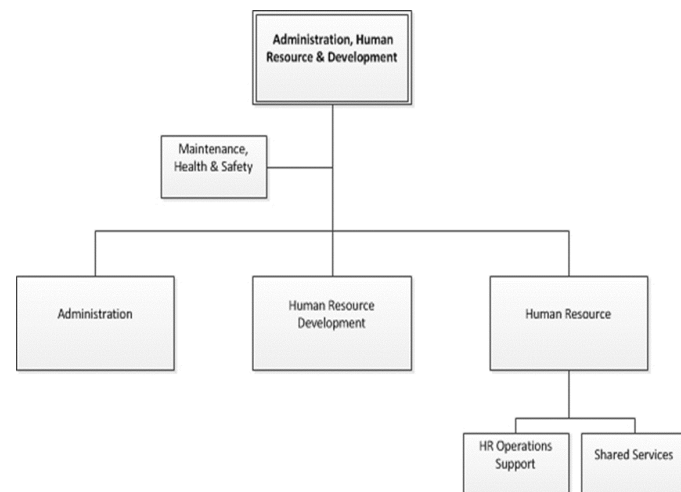 Administration, Human
Resource & Development
Maintenance,
Health & Safety
Administration
Human Resource
Development
Human Resource
HR Operations
Support
Shared Services